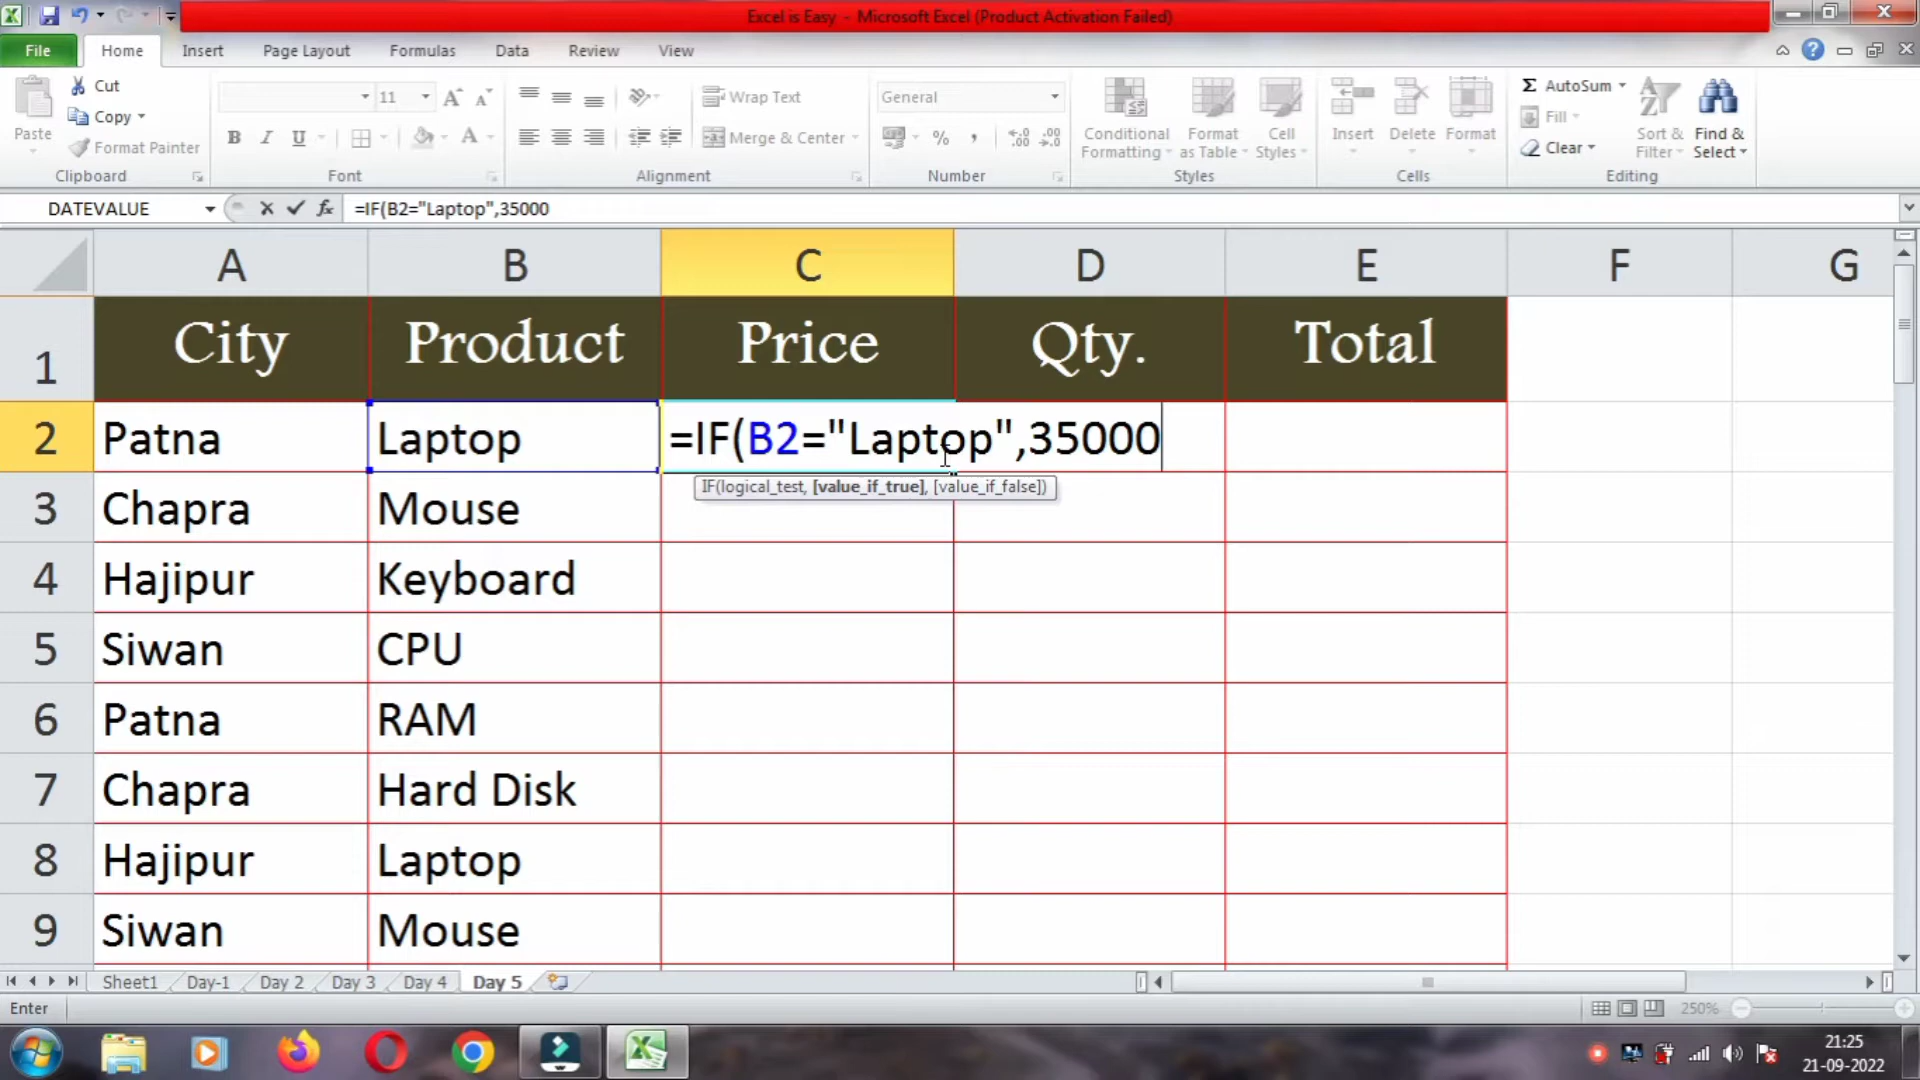 Excel is Easy - Microsoft Excel (Product Activation Failed)
File Home Insert Page Layout Formulas Data Review View
Paste
Cut
Copy
Format Painter
Clipboard
11
B I U
Font
Wrap Text
Merge & Center
Alignment
General
%
Number
Conditional Formatting
Format as Table
Cell Styles
Styles
Insert Delete Format
Cells
Σ AutoSum
Fill
Clear
Sort & Filter
Find & Select
Editing
DATEVALUE fx =IF(B2="Laptop",35000
A B C D E F G
1 City Product Price Qty. Total
2 Patna Laptop =IF(B2="Laptop",35000
IF(logical_test, [value_if_true], [value_if_false])
3 Chapra Mouse
4 Hajipur Keyboard
5 Siwan CPU
6 Patna RAM
7 Chapra Hard Disk
8 Hajipur Laptop
9 Siwan Mouse
Sheet1 Day-1 Day 2 Day 3 Day 4 Day 5
Enter 250%
21:25
21-09-2022